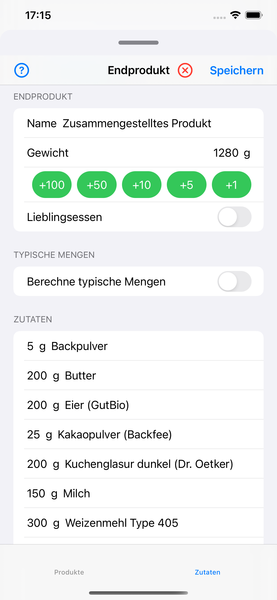 17:15
Endprodukt
Speichern
ENDPRODUKT
Name Zusammengestelltes Produkt
Gewicht 1280 g
+100 +50 +10 +5 +1
Lieblingsessen
TYPISCHE MENGEN
Berechne typische Mengen
ZUTATEN
5 g Backpulver
200 g Butter
200 g Eier (GutBio)
25 g Kakaopulver (Backfee)
200 g Kuchenglasur dunkel (Dr. Oetker)
150 g Milch
300 g Weizenmehl Type 405
Produkte Zutaten